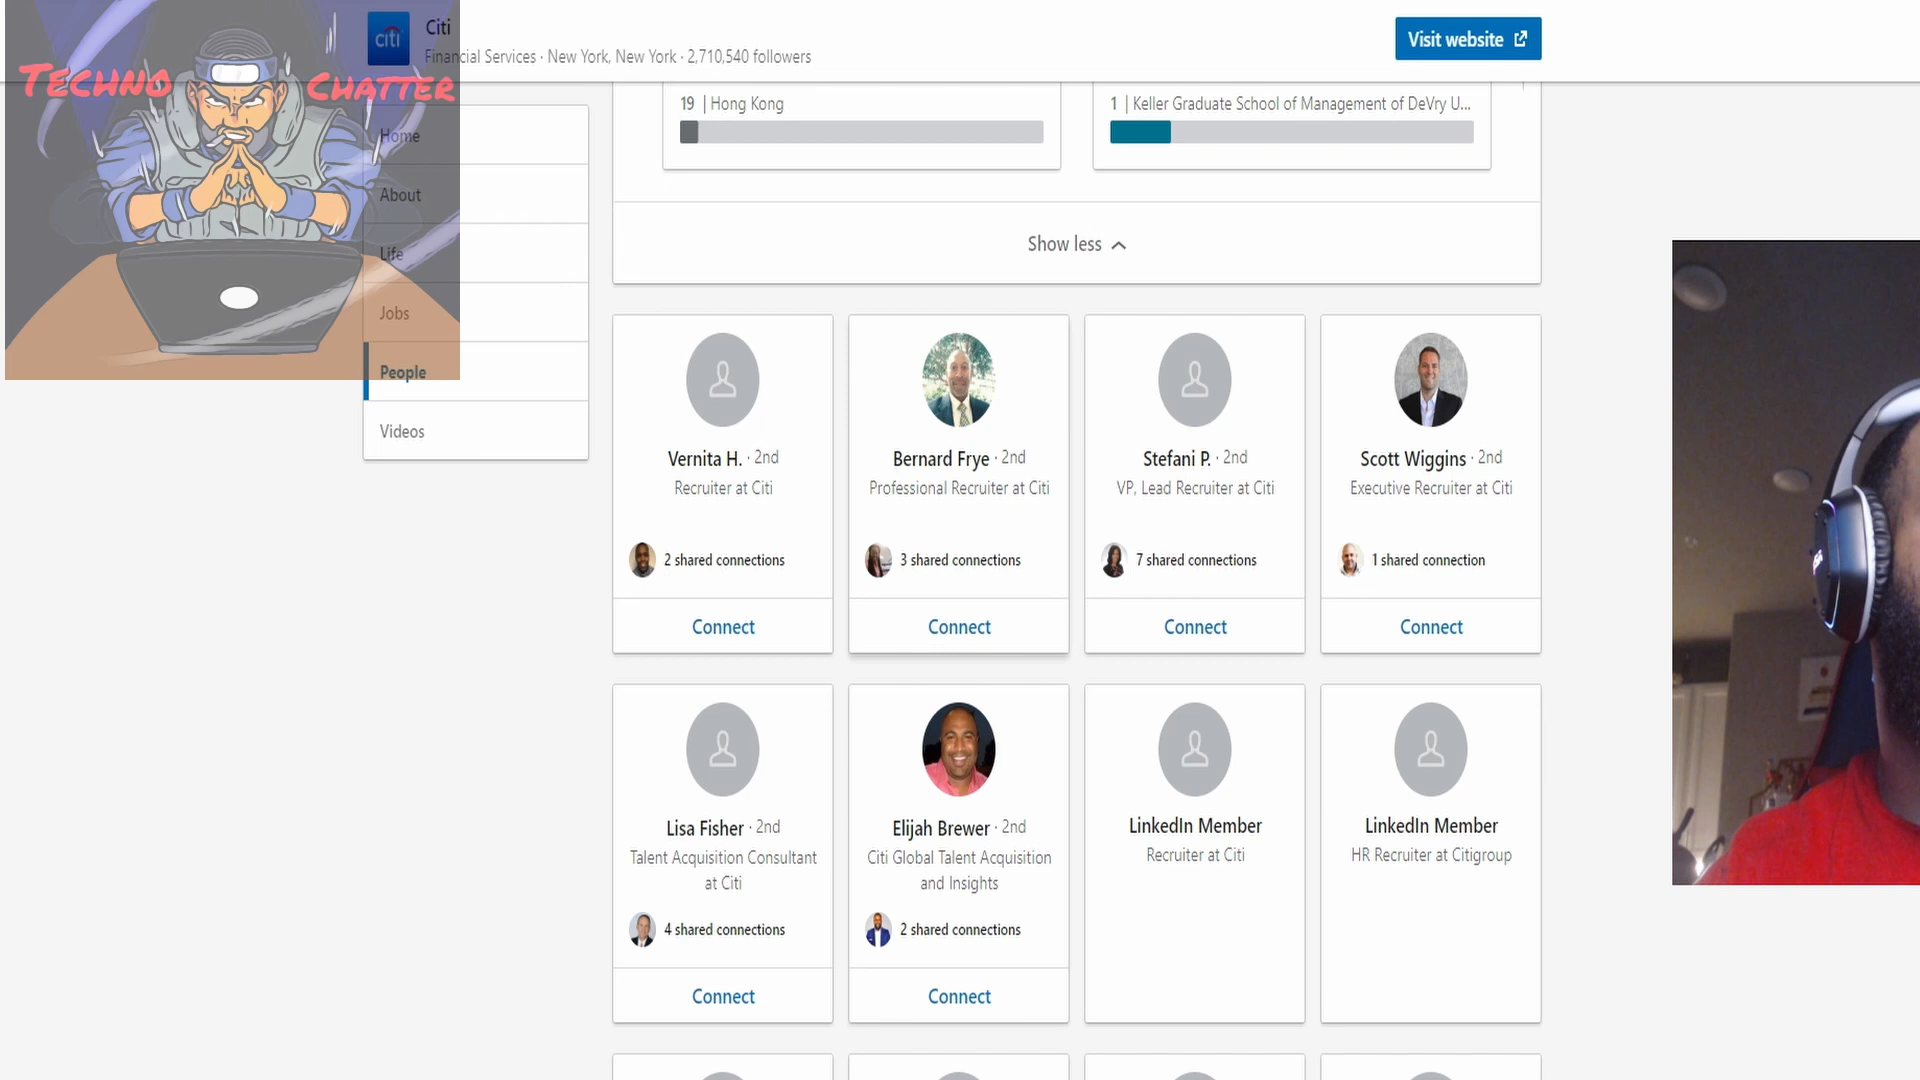 citi
Citi
Financial Services · New York, New York · 2,710,540 followers
Visit website
TECHNO CHATTER
Home
About
Life
Jobs
People
Videos
19 | Hong Kong
1 | Keller Graduate School of Management of DeVry U...
Show less
Vernita H. · 2nd
Recruiter at Citi
2 shared connections
Connect
Bernard Frye · 2nd
Professional Recruiter at Citi
3 shared connections
Connect
Stefani P. · 2nd
VP, Lead Recruiter at Citi
7 shared connections
Connect
Scott Wiggins · 2nd
Executive Recruiter at Citi
1 shared connection
Connect
Lisa Fisher · 2nd
Talent Acquisition Consultant
at Citi
4 shared connections
Connect
Elijah Brewer · 2nd
Citi Global Talent Acquisition
and Insights
2 shared connections
Connect
LinkedIn Member
Recruiter at Citi
LinkedIn Member
HR Recruiter at Citigroup